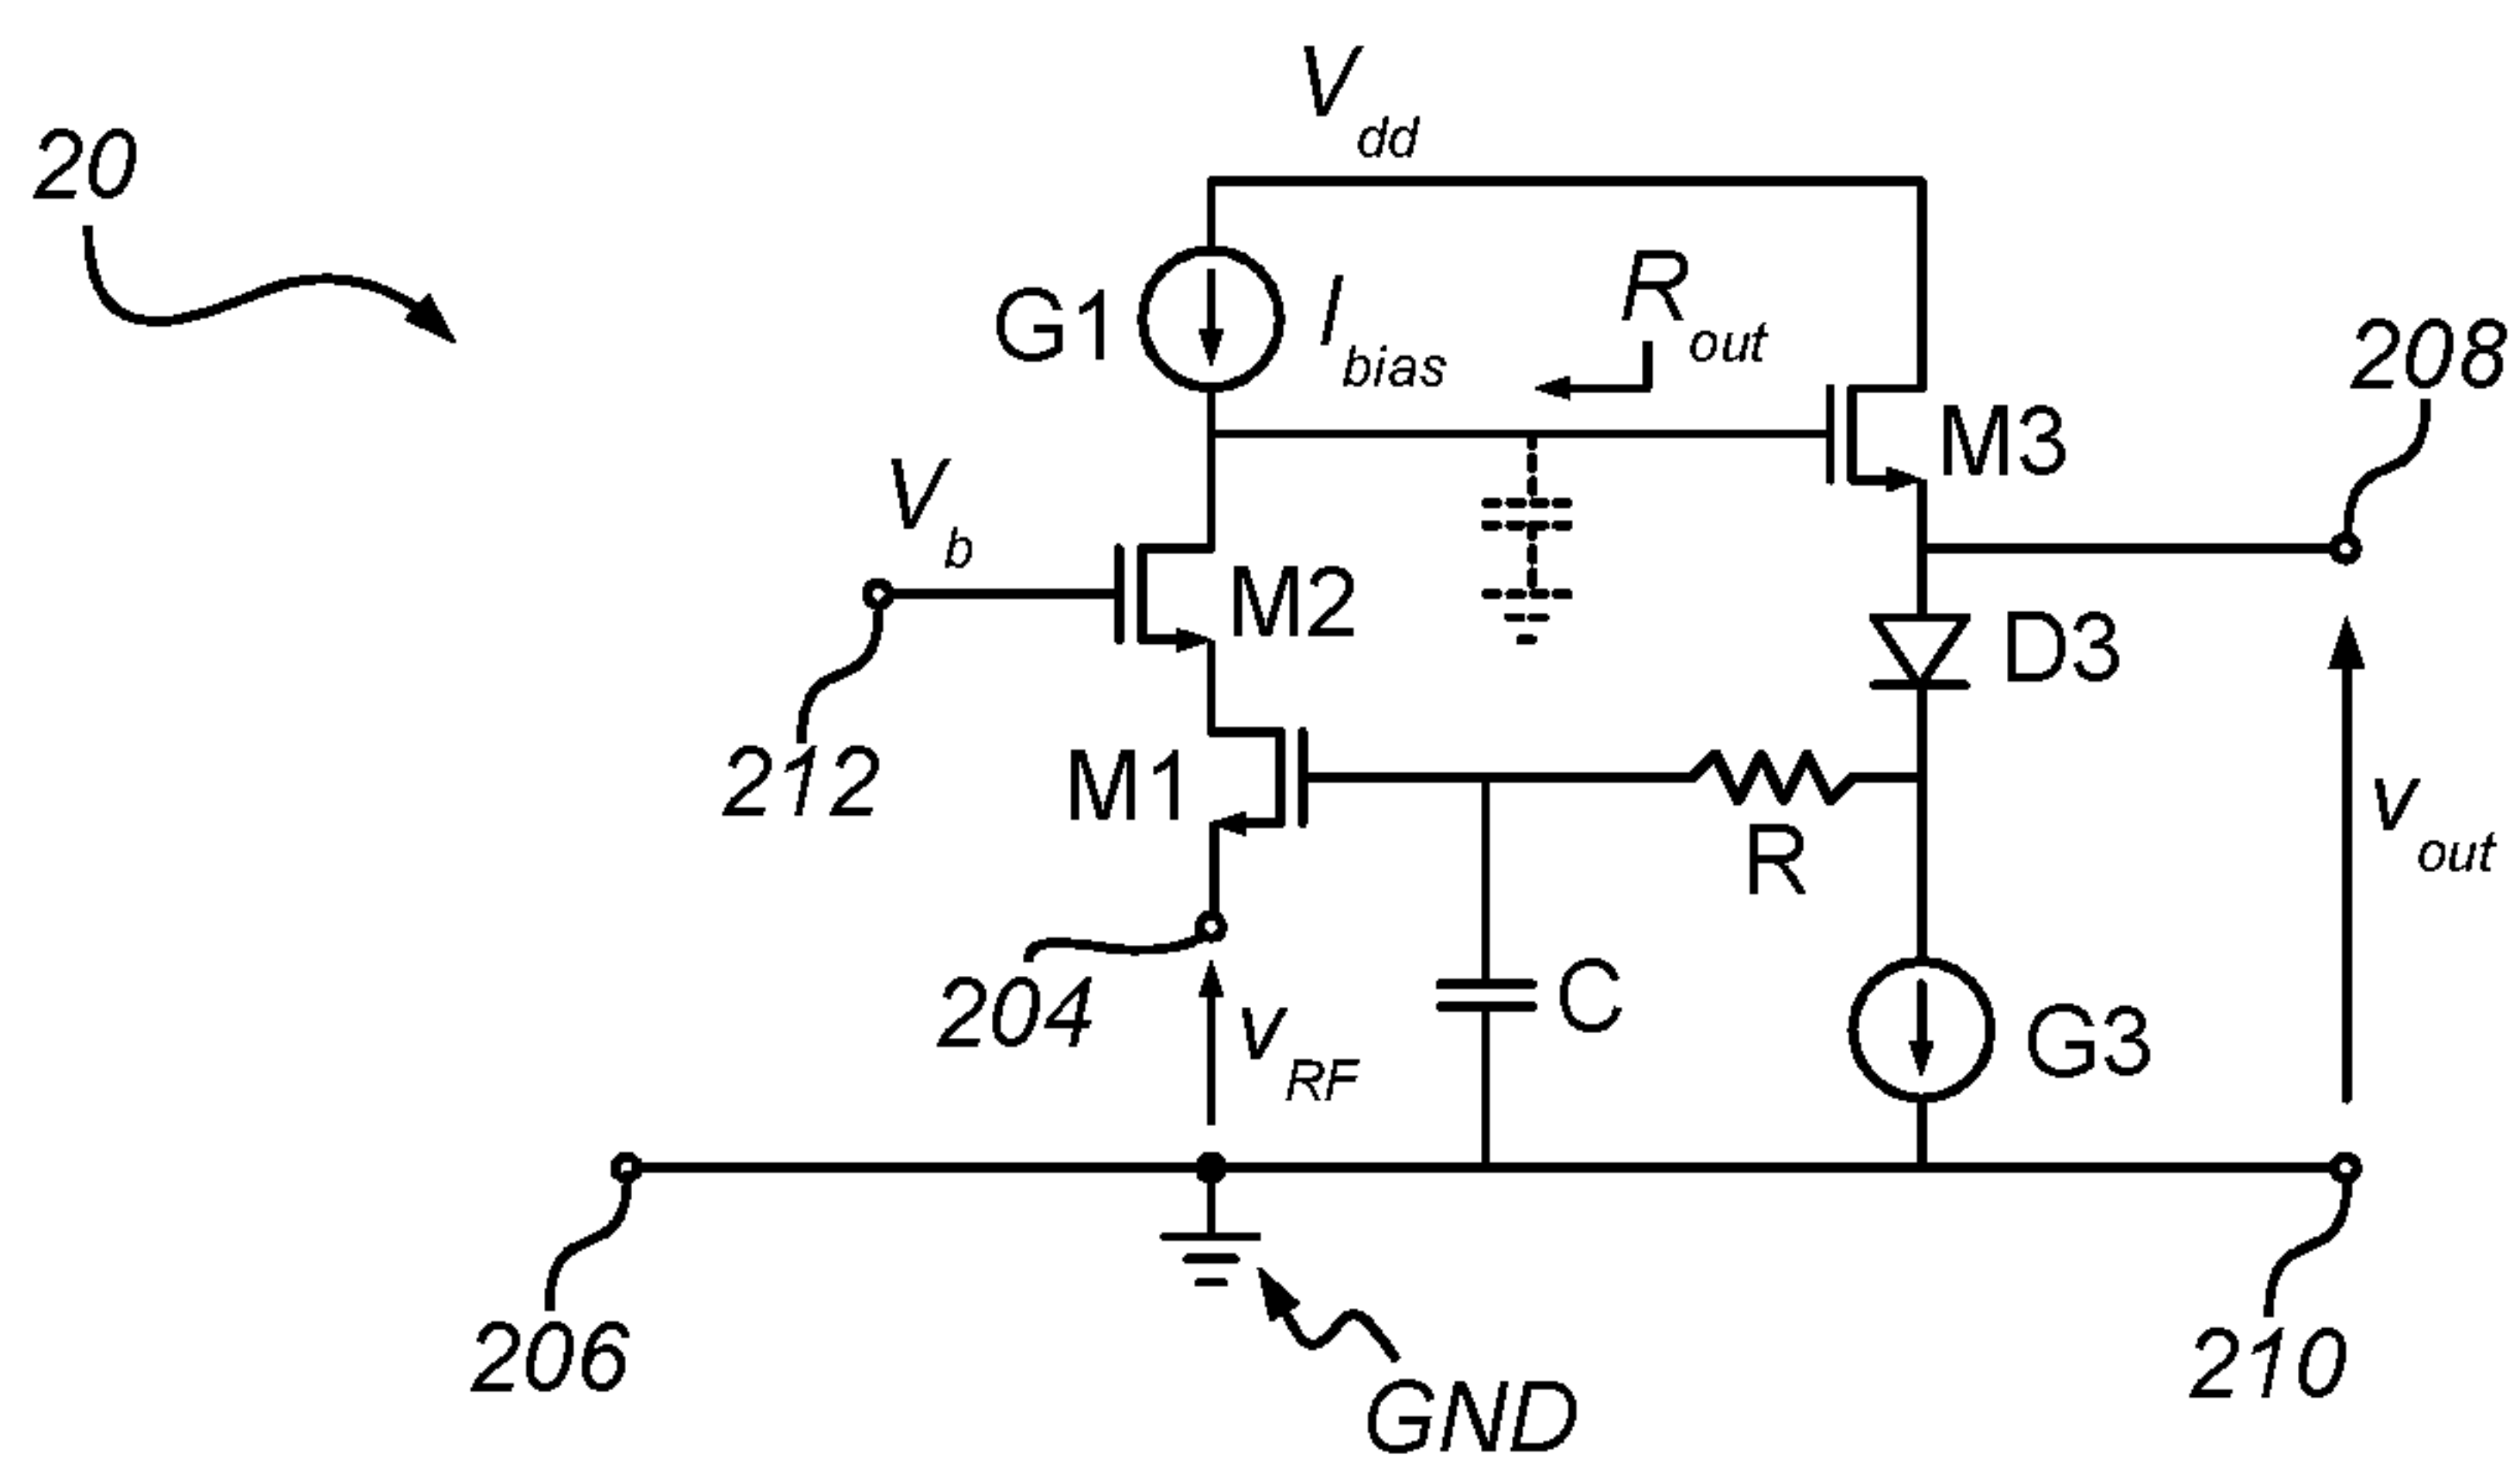 V dd
20
G1
I bias
R out
208
M3
V b
M2
D3
212
M1
R
v out
204
v RF
C
G3
206
GND
210